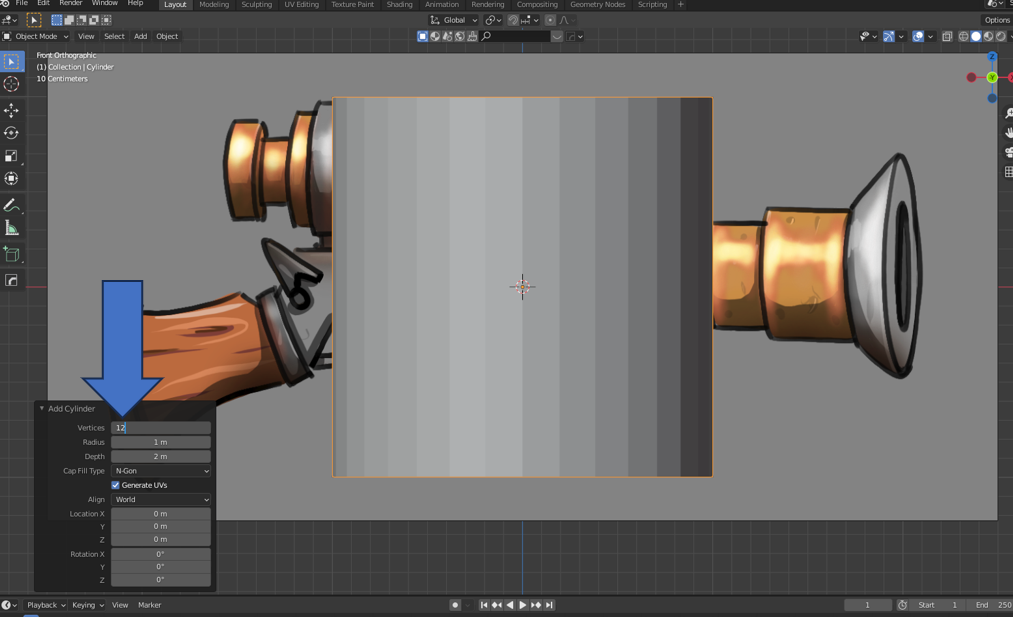 File Edit Render Window Help Layout Modeling Sculpting UV Editing Texture Paint Shading Animation Rendering Compositing Geometry Nodes Scripting +
Global
Options
Object Mode View Select Add Object
Front Orthographic
(1) Collection | Cylinder
10 Centimeters
Z
Y
Add Cylinder
Vertices 12
Radius 1 m
Depth 2 m
Cap Fill Type N-Gon
Generate UVs
Align World
Location X 0 m
Y 0 m
Z 0 m
Rotation X 0°
Y 0°
Z 0°
Playback Keying View Marker 1 Start 1 End 250